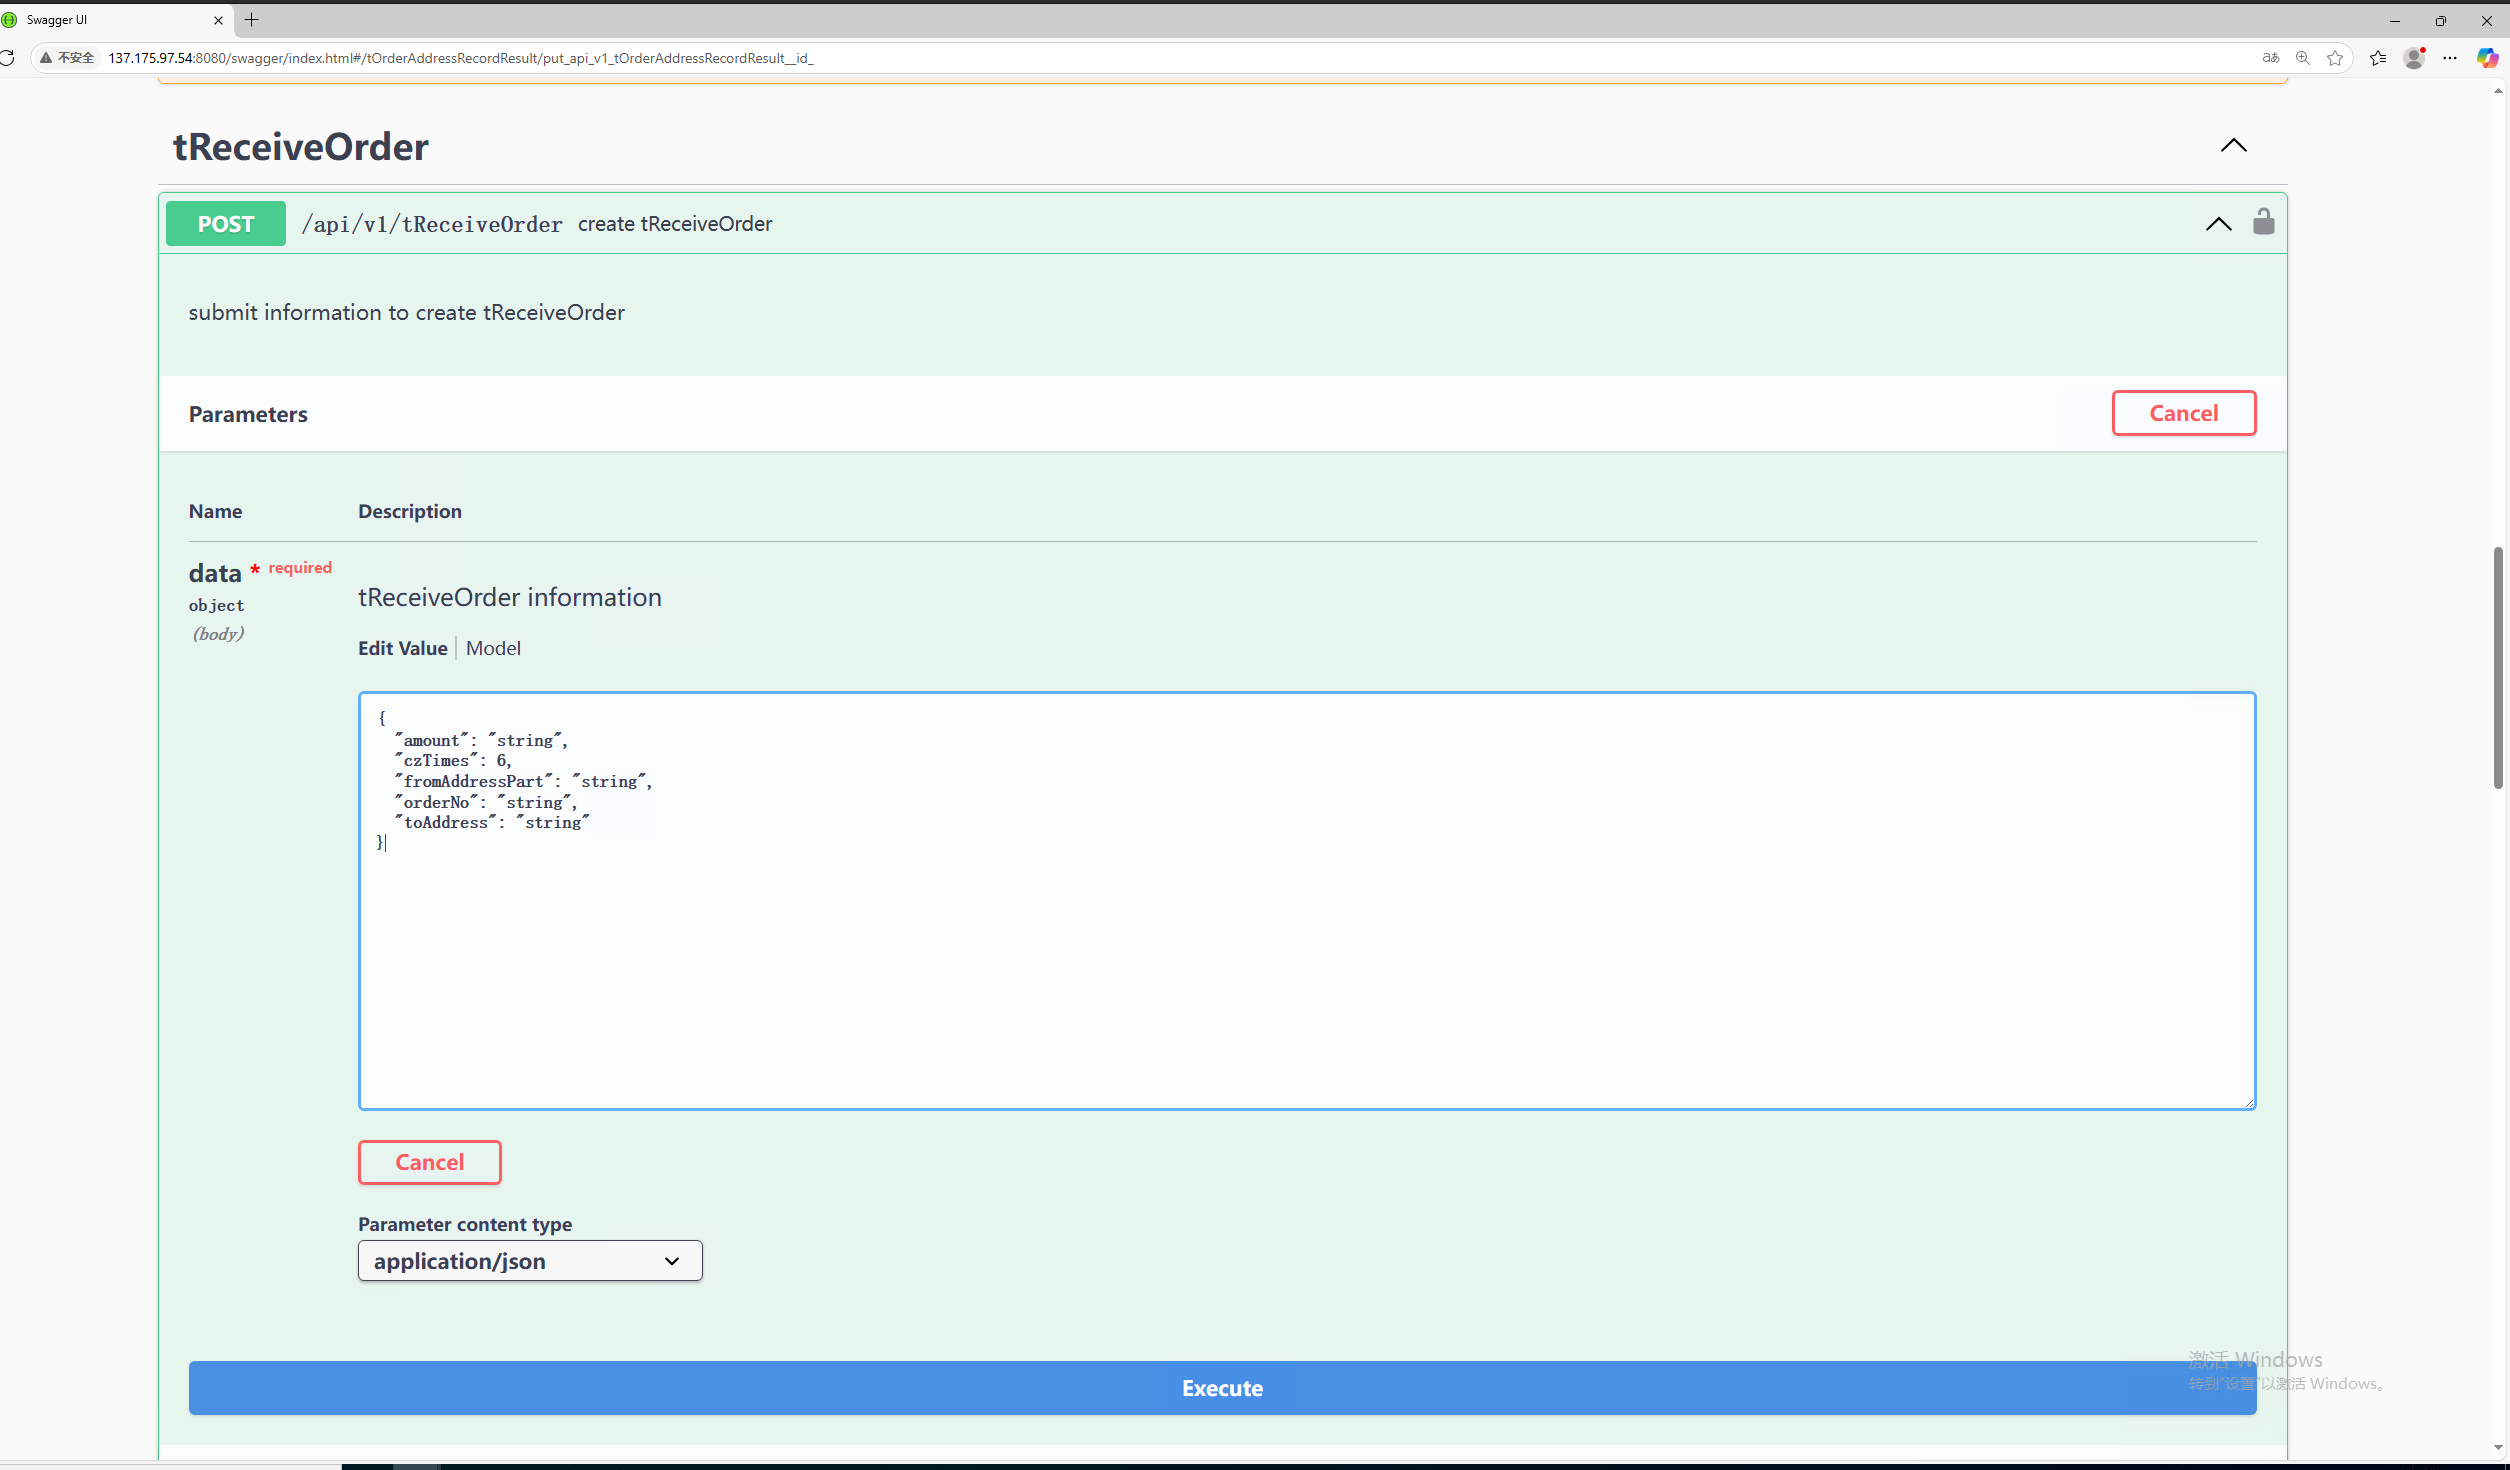 Swagger UI
不安全 137.175.97.54:8080/swagger/index.html#/tOrderAddressRecordResult/put_api_v1_tOrderAddressRecordResult__id_
tReceiveOrder
POST /api/v1/tReceiveOrder create tReceiveOrder
submit information to create tReceiveOrder
Parameters
Cancel
Name Description
data * required
object
(body)
tReceiveOrder information
Edit Value | Model
{
"amount": "string",
"czTimes": 6,
"fromAddressPart": "string",
"orderNo": "string",
"toAddress": "string"
}
Cancel
Parameter content type
application/json
Execute
激活 Windows
转到"设置"以激活 Windows。